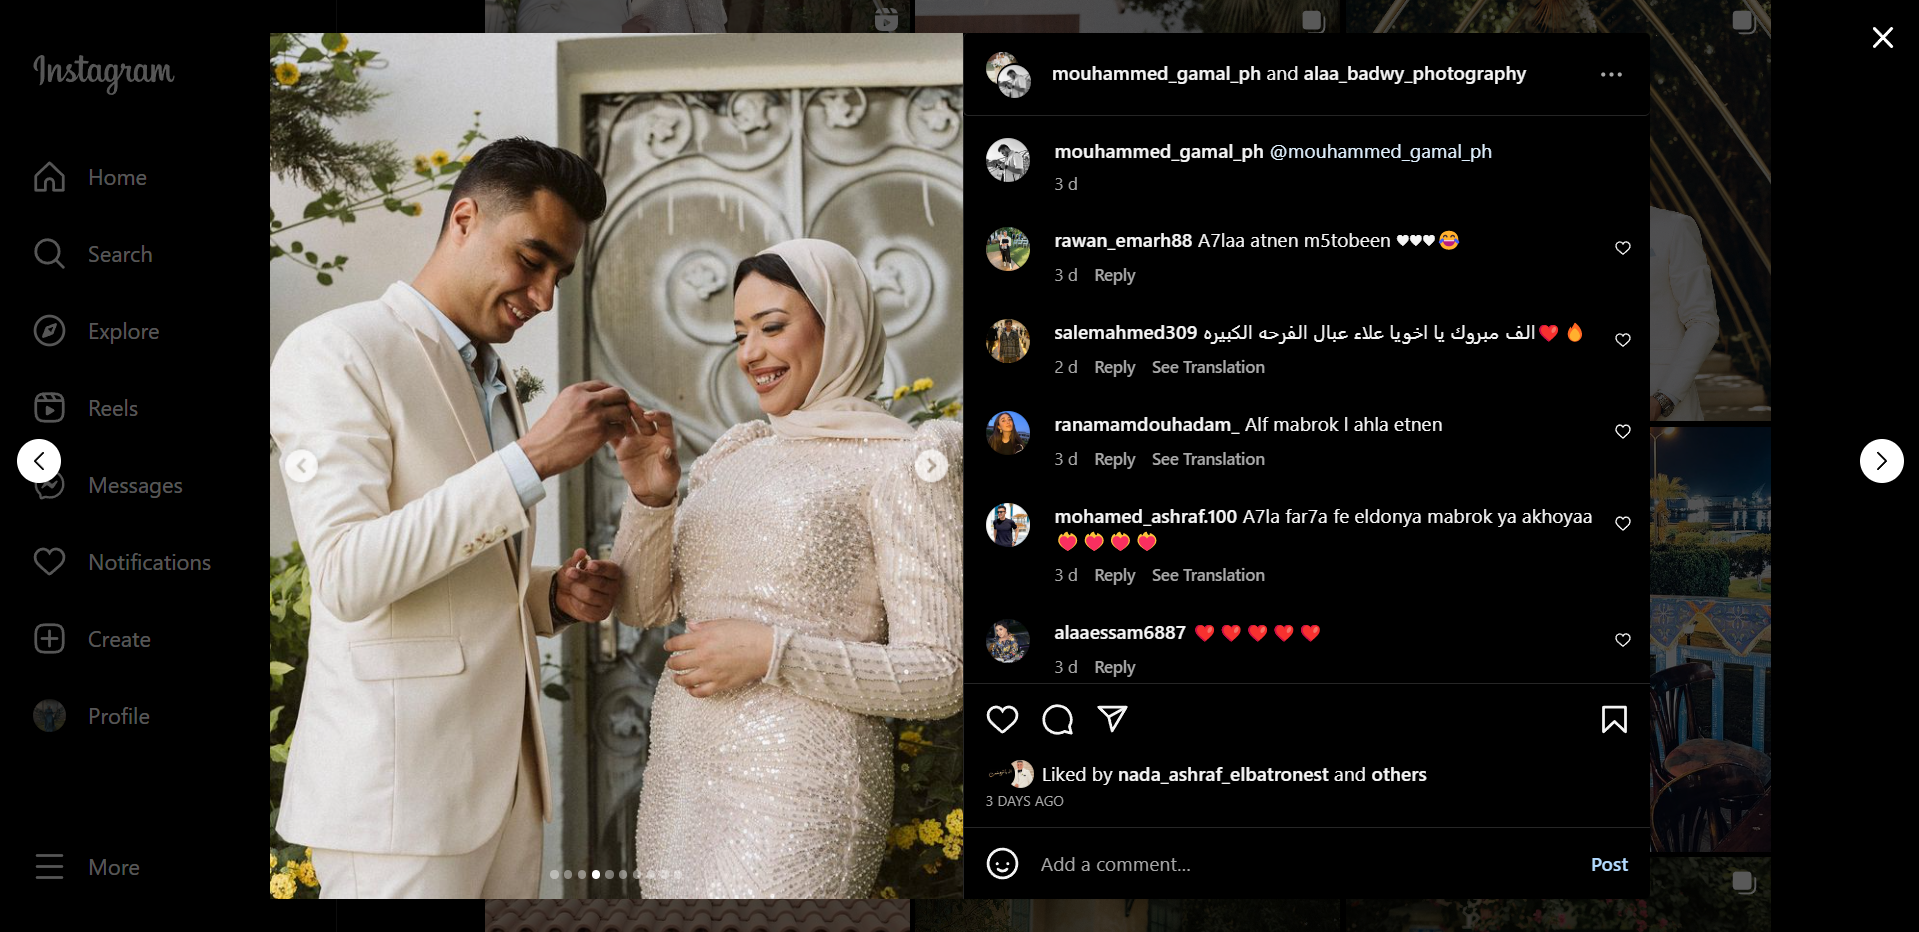 Instagram
Home
Search
Explore
Reels
Messages
Notifications
Create
Profile
More
mouhammed_gamal_ph and alaa_badwy_photography
mouhammed_gamal_ph @mouhammed_gamal_ph
3 d
rawan_emarh88 A7laa atnen m5tobeen 🤍🤍🤍😂
3 d Reply
salemahmed309 الف مبروك يا اخويا علاء عبال الفرحه الكبيره❤️🔥
2 d Reply See Translation
ranamamdouhadam_ Alf mabrok l ahla etnen
3 d Reply See Translation
mohamed_ashraf.100 A7la far7a fe eldonya mabrok ya akhoyaa
❤️‍🔥❤️‍🔥❤️‍🔥❤️‍🔥
3 d Reply See Translation
alaaessam6887 ❤️❤️❤️❤️❤️
3 d Reply
Liked by nada_ashraf_elbatronest and others
3 DAYS AGO
Add a comment...
Post